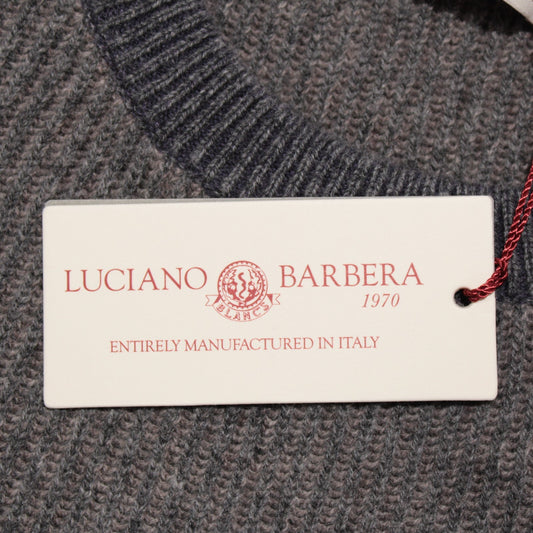 LUCIANO BARBERA
1970
BLANCS
ENTIRELY MANUFACTURED IN ITALY